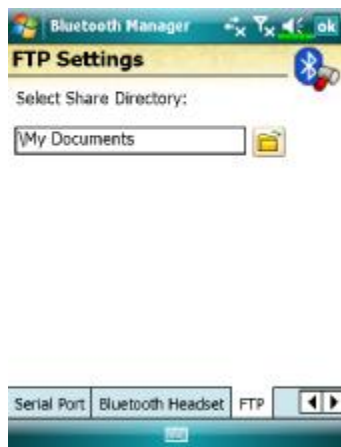 Bluetooth Manager ok
FTP Settings
Select Share Directory:
\My Documents
Serial Port Bluetooth Headset FTP